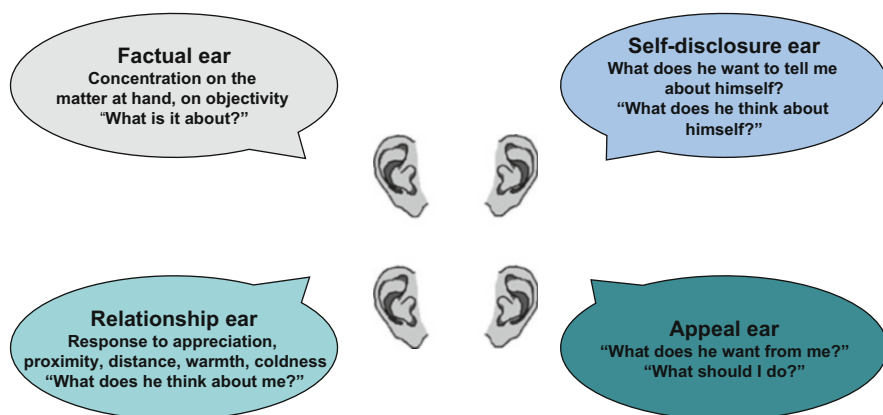 Factual ear
Concentration on the
matter at hand, on objectivity
“What is it about?”
Self-disclosure ear
What does he want to tell me
about himself?
“What does he think about
himself?”
Relationship ear
Response to appreciation,
proximity, distance, warmth, coldness
“What does he think about me?”
Appeal ear
“What does he want from me?”
“What should I do?”